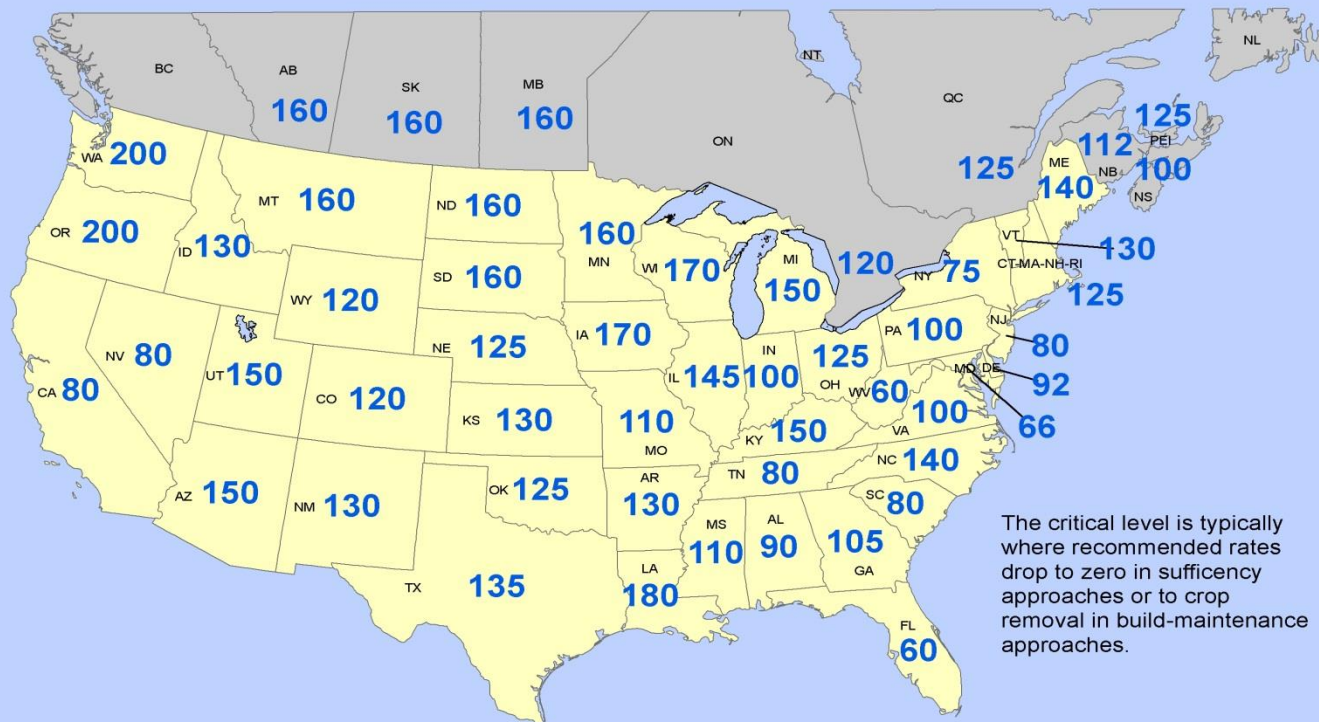 BC
AB
160
SK
160
MB
160
ON
NT
QC
125
NL
125
PEI
112
NB
100
NS
WA 200
MT 160
ND 160
160
MN
ME
140
OR 200
ID 130
WY 120
SD 160
WI 170
MI
150
120
NY 75
VT
130
CT-MA-NH-RI
125
NV 80
UT 150
CO 120
NE 125
IA 170
IL 145
IN
100
125
OH
PA 100
NJ
80
MD DE
92
66
CA 80
KS 130
110
MO
KY 150
WV 60
100
VA
AZ 150
NM 130
OK 125
AR
130
TN 80
NC 140
SC
80
TX 135
LA
180
MS
110
AL
90
105
GA
FL
60
The critical level is typically
where recommended rates
drop to zero in sufficency
approaches or to crop
removal in build-maintenance
approaches.